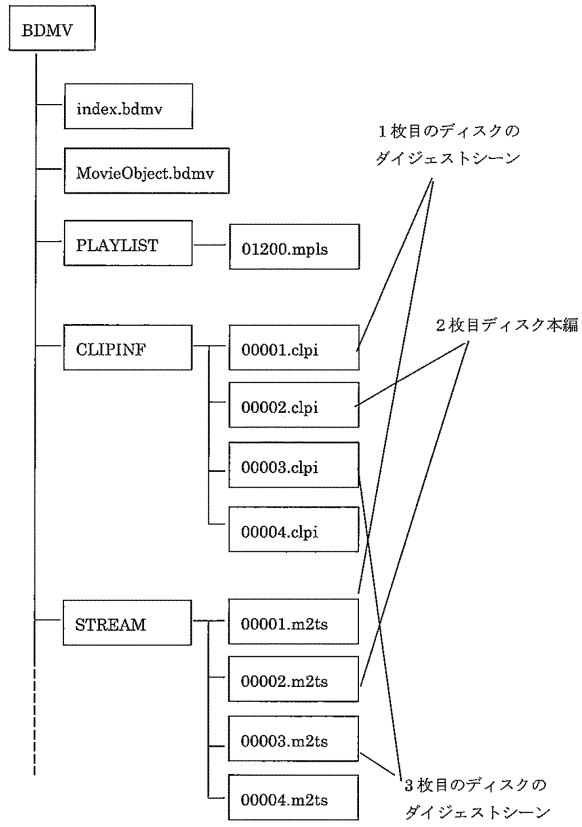 BDMV
index.bdmv
1枚目のディスクの
ダイジェストシーン
MovieObject.bdmv
PLAYLIST
01200.mpls
2枚目ディスク本編
CLIPINF
00001.clpi
00002.clpi
00003.clpi
00004.clpi
STREAM
00001.m2ts
00002.m2ts
00003.m2ts
3枚目のディスクの
ダイジェストシーン
00004.m2ts